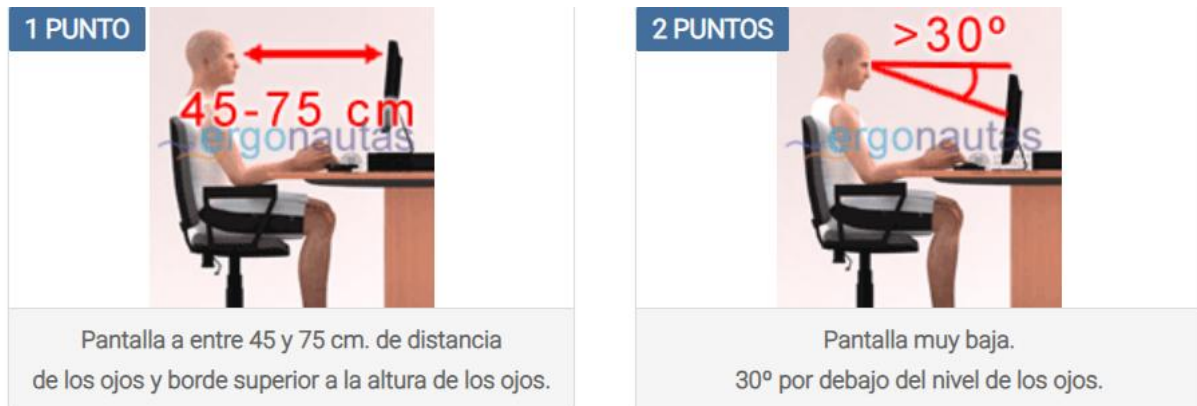 1 PUNTO
45-75 cm
ergonautas
Pantalla a entre 45 y 75 cm. de distancia
de los ojos y borde superior a la altura de los ojos.
2 PUNTOS
>30º
ergonautas
Pantalla muy baja.
30º por debajo del nivel de los ojos.